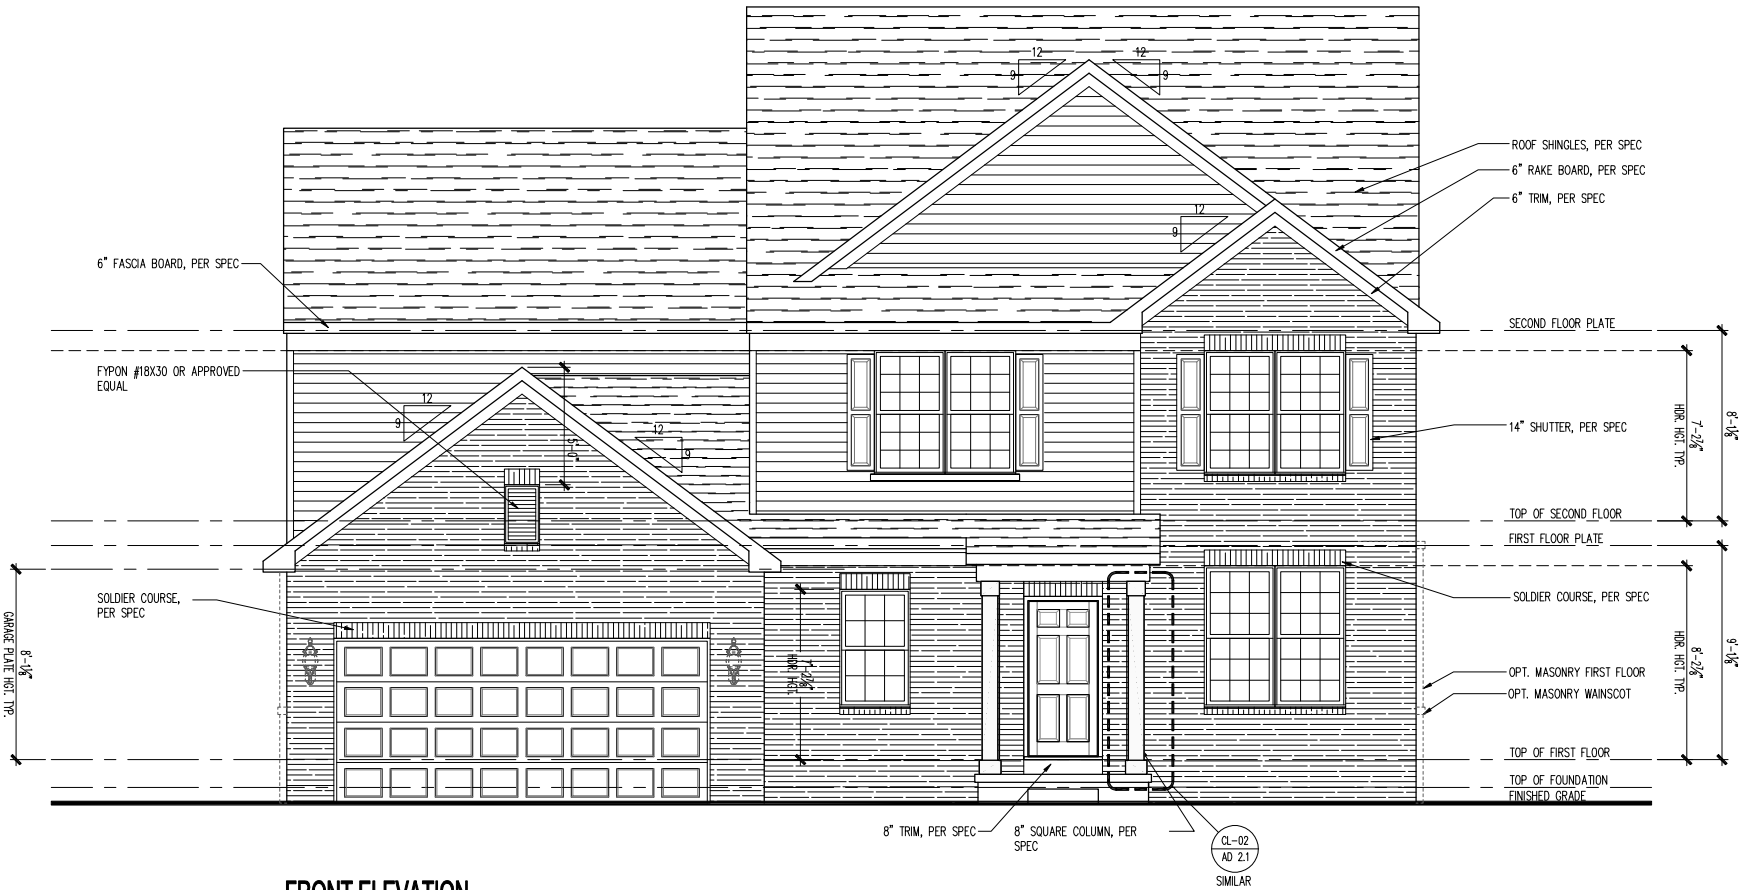 12
12
9
9
ROOF SHINGLES, PER SPEC
6" RAKE BOARD, PER SPEC
6" TRIM, PER SPEC
12
9
6" FASCIA BOARD, PER SPEC
SECOND FLOOR PLATE
FYPON #18X30 OR APPROVED
EQUAL
12
9
12
9
5'-0"
14" SHUTTER, PER SPEC
7'-2⅞"
HDR. HGT. TYP.
8'-1⅛"
TOP OF SECOND FLOOR
FIRST FLOOR PLATE
SOLDIER COURSE,
PER SPEC
SOLDIER COURSE, PER SPEC
8'-1⅛"
GARAGE PLATE HGT. TYP.
7'-2⅞"
HDR. HGT.
8'-2⅞"
HDR. HGT. TYP.
9'-1⅛"
OPT. MASONRY FIRST FLOOR
OPT. MASONRY WAINSCOT
TOP OF FIRST FLOOR
TOP OF FOUNDATION
FINISHED GRADE
8" TRIM, PER SPEC
8" SQUARE COLUMN, PER
SPEC
CL-02
AD 2.1
SIMILAR
FRONT ELEVATION